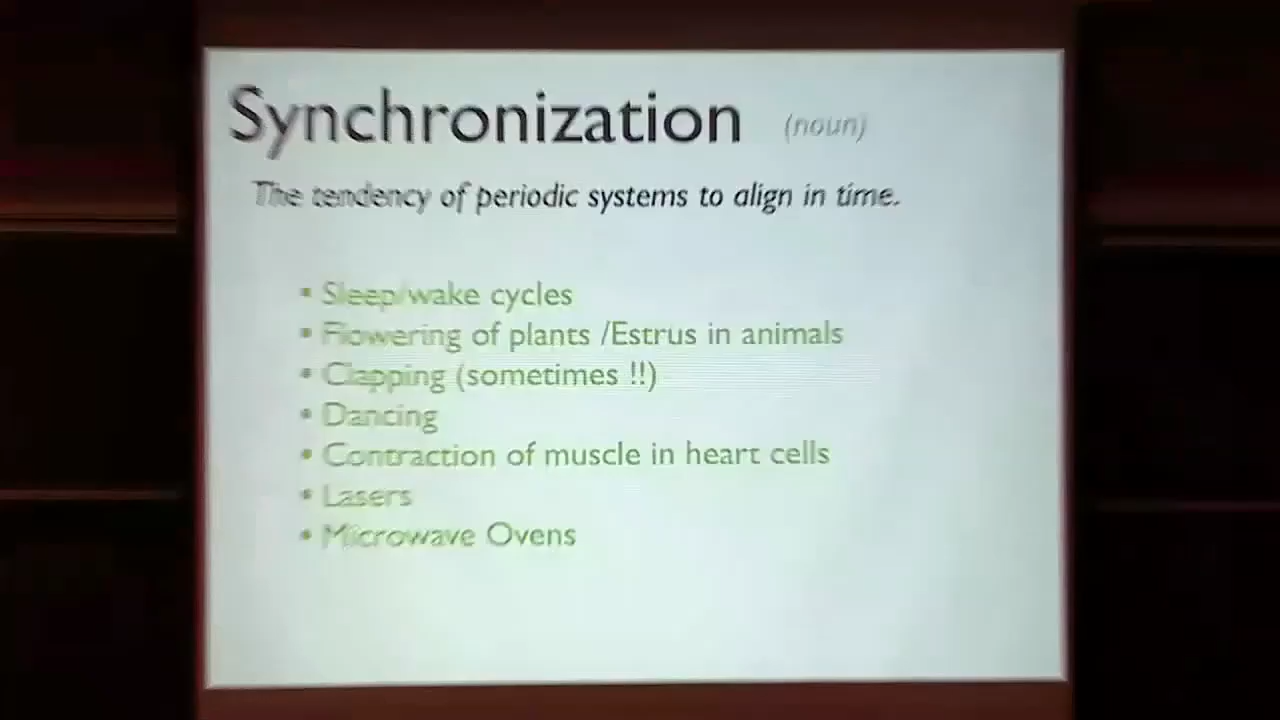 Synchronization (noun)
The tendency of periodic systems to align in time.
• Sleep/wake cycles
• Flowering of plants /Estrus in animals
• Clapping (sometimes !!)
• Dancing
• Contraction of muscle in heart cells
• Lasers
• Microwave Ovens